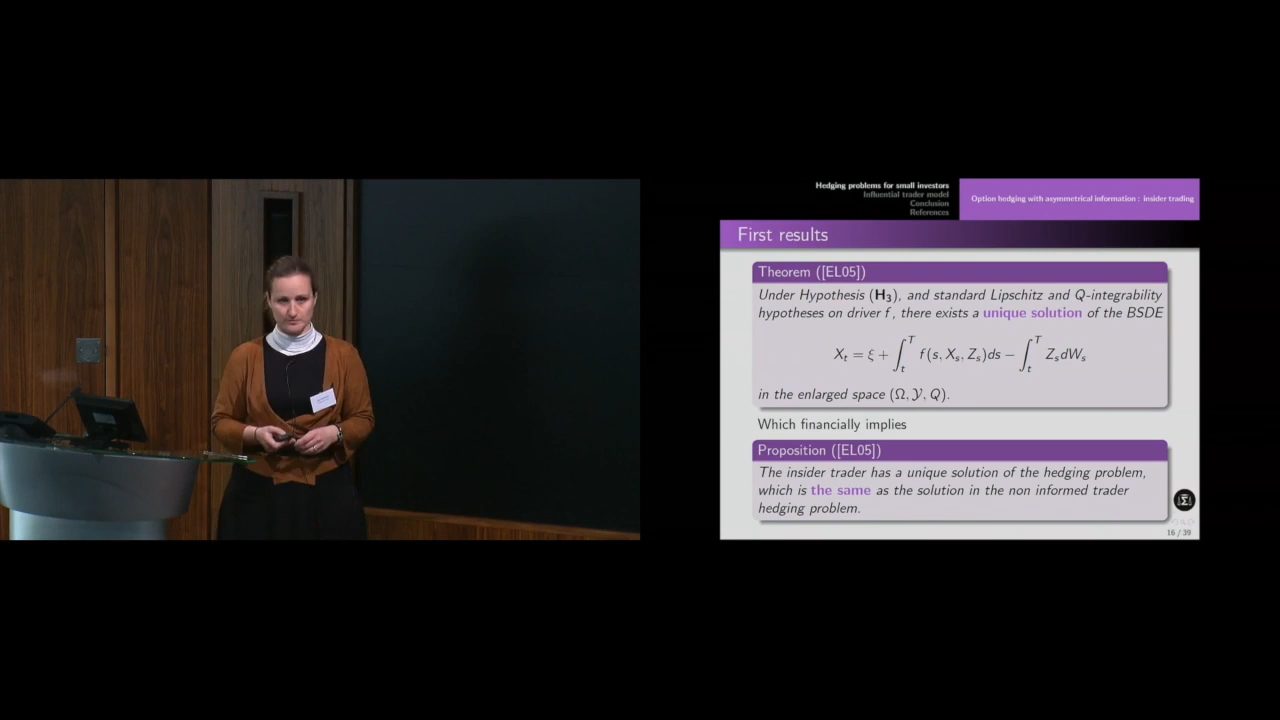 Hedging problems for small investors
Influential trader model
Conclusion
References
Option hedging with asymmetrical information : insider trading
First results
Theorem ([EL05])
Under Hypothesis (H₃), and standard Lipschitz and Q-integrability
hypotheses on driver f, there exists a unique solution of the BSDE
X_t = ξ + ∫_t^T f(s, X_s, Z_s)ds − ∫_t^T Z_s dW_s
in the enlarged space (Ω, 𝒴, Q).
Which financially implies
Proposition ([EL05])
The insider trader has a unique solution of the hedging problem,
which is the same as the solution in the non informed trader
hedging problem.
16 / 39